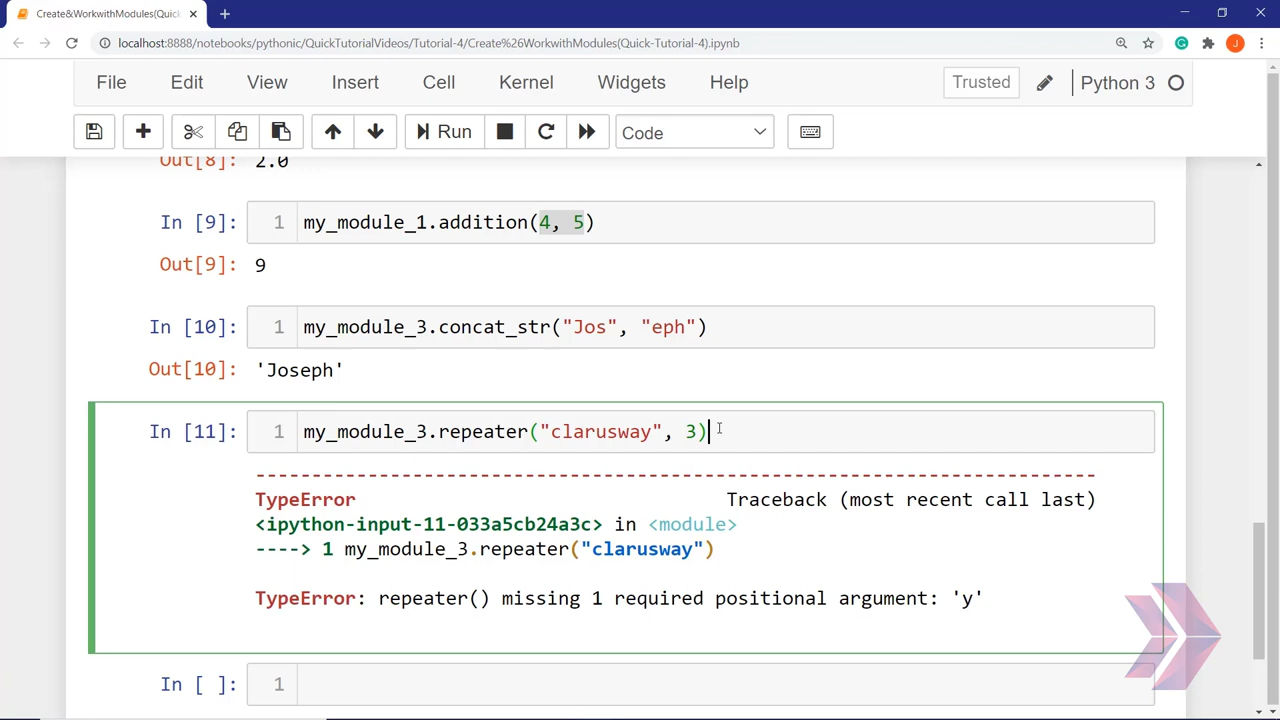 Create&WorkwithModules(Quick-
localhost:8888/notebooks/pythonic/QuickTutorialVideos/Tutorial-4/Create%26WorkwithModules(Quick-Tutorial-4).ipynb
J
File Edit View Insert Cell Kernel Widgets Help Trusted Python 3
Run Code
Out[8]: 2.0
In [9]: 1 my_module_1.addition(4, 5)
Out[9]: 9
In [10]: 1 my_module_3.concat_str("Jos", "eph")
Out[10]: 'Joseph'
In [11]: 1 my_module_3.repeater("clarusway", 3)
---------------------------------------------------------------------------
TypeError Traceback (most recent call last)
<ipython-input-11-033a5cb24a3c> in <module>
----> 1 my_module_3.repeater("clarusway")
TypeError: repeater() missing 1 required positional argument: 'y'
In [ ]: 1